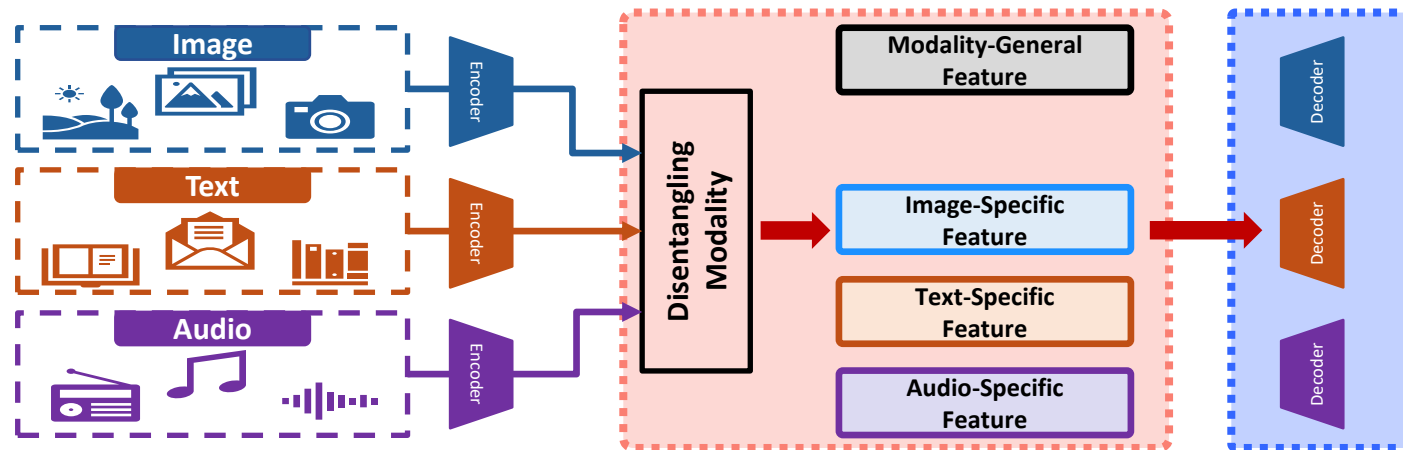 Image
Encoder
Text
Encoder
Audio
Encoder
Disentangling
Modality
Modality-General
Feature
Image-Specific
Feature
Text-Specific
Feature
Audio-Specific
Feature
Decoder
Decoder
Decoder